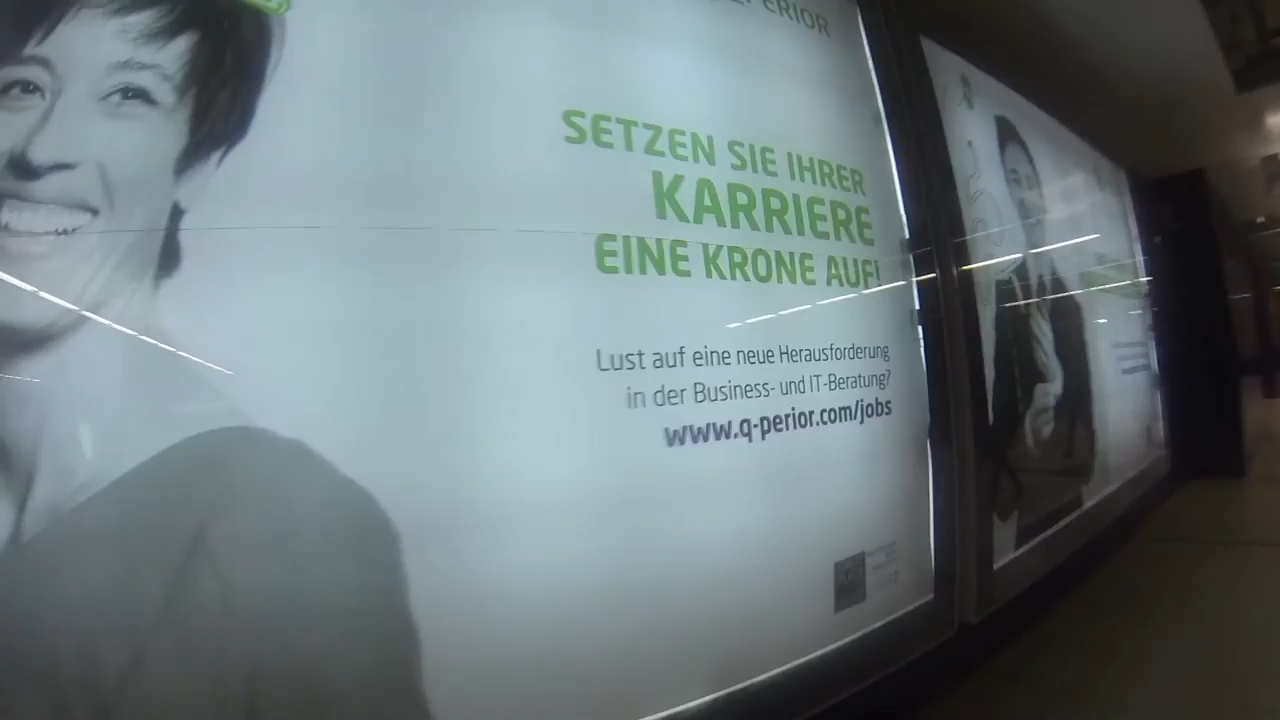 SETZEN SIE IHRER
KARRIERE
EINE KRONE AUF!
Lust auf eine neue Herausforderung
in der Business- und IT-Beratung?
www.q-perior.com/jobs